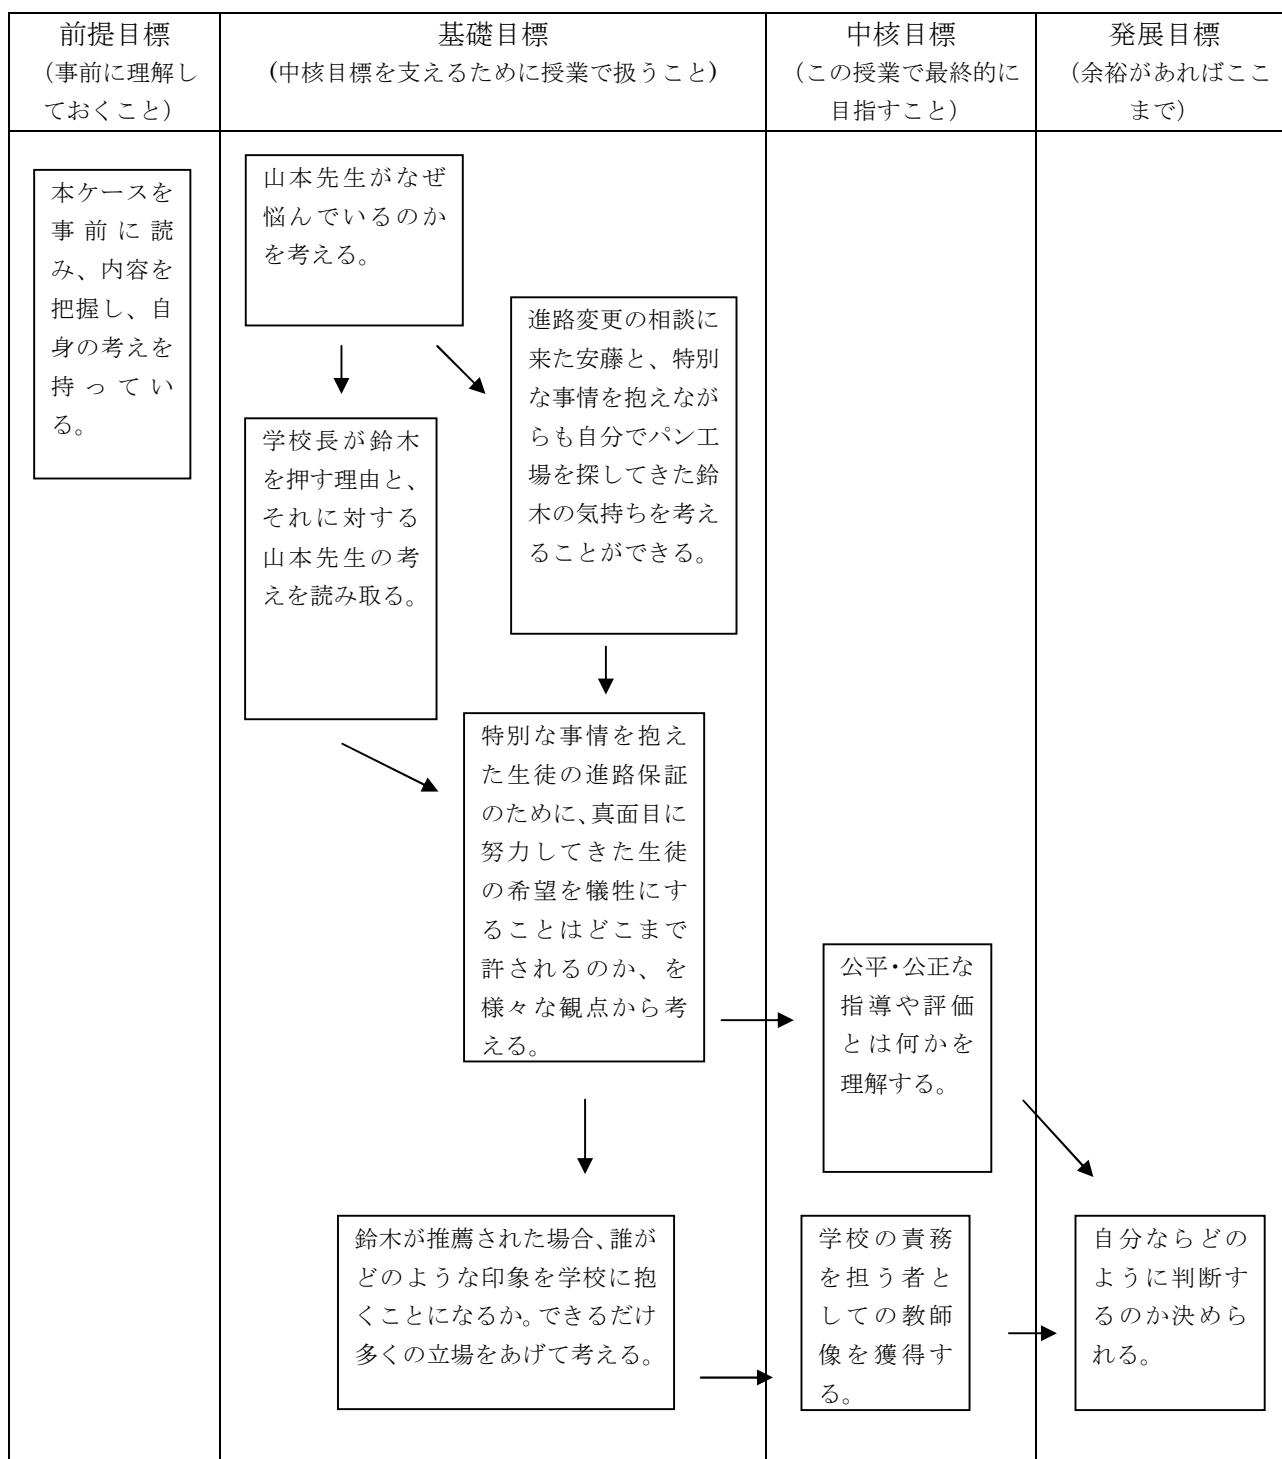 前提目標
（事前に理解し
ておくこと）
基礎目標
(中核目標を支えるために授業で扱うこと)
中核目標
（この授業で最終的に
目指すこと）
発展目標
（余裕があればここ
まで）
本ケースを
事前に読
み、内容を
把握し、自
身の考えを
持ってい
る。
山本先生がなぜ
悩んでいるのか
を考える。
進路変更の相談に
来た安藤と、特別
な事情を抱えなが
らも自分でパン工
場を探してきた鈴
木の気持ちを考え
ることができる。
学校長が鈴木
を押す理由と、
それに対する
山本先生の考
えを読み取る。
特別な事情を抱え
た生徒の進路保証
のために、真面目に
努力してきた生徒
の希望を犠牲にす
ることはどこまで
許されるのか、を
様々な観点から考
える。
公平・公正な
指導や評価
とは何かを
理解する。
鈴木が推薦された場合、誰が
どのような印象を学校に抱
くことになるか。できるだけ
多くの立場をあげて考える。
学校の責務
を担う者と
しての教師
像を獲得す
る。
自分ならどの
ように判断す
るのか決めら
れる。